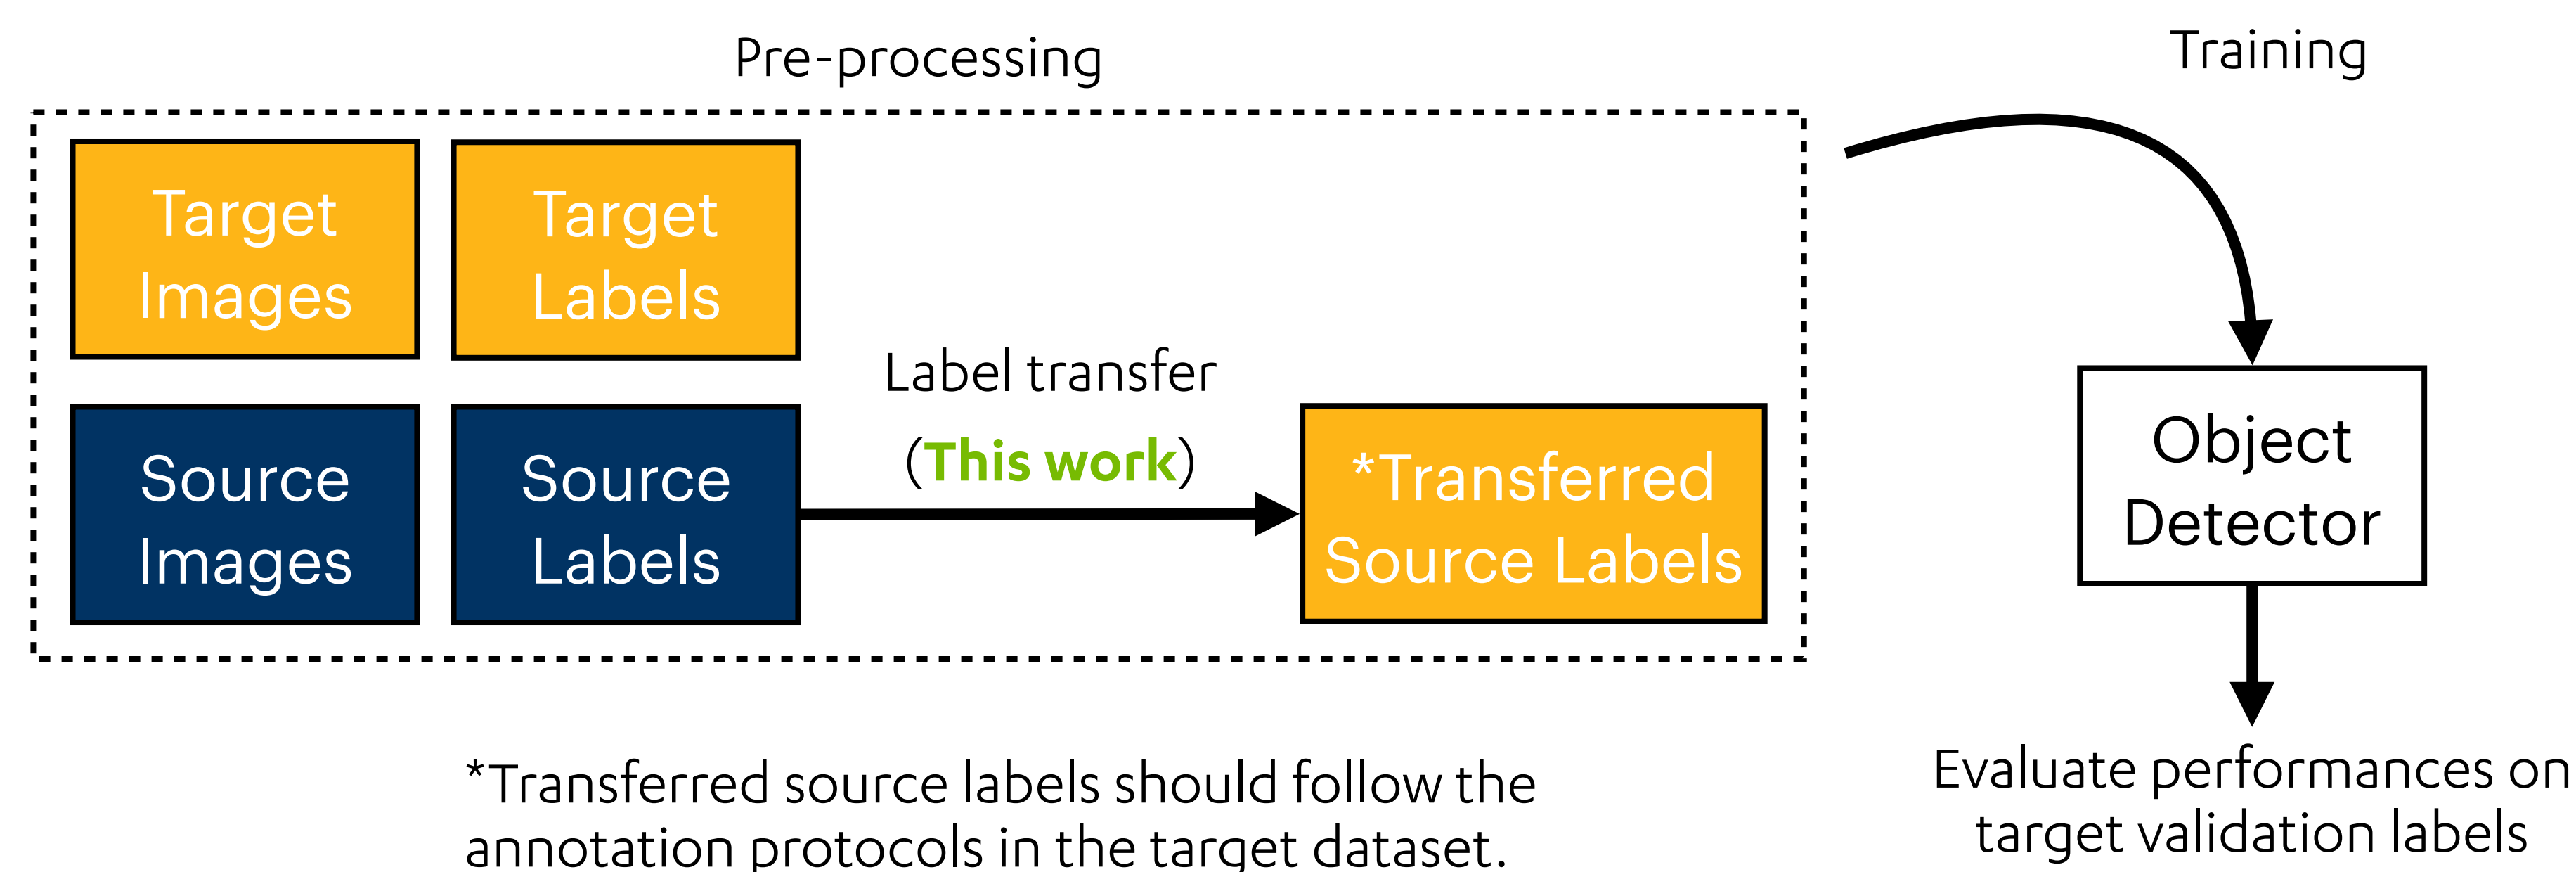 Pre-processing
Training
Target
Images
Target
Labels
Source
Images
Source
Labels
Label transfer
(This work)
*Transferred
Source Labels
Object
Detector
*Transferred source labels should follow the
annotation protocols in the target dataset.
Evaluate performances on
target validation labels